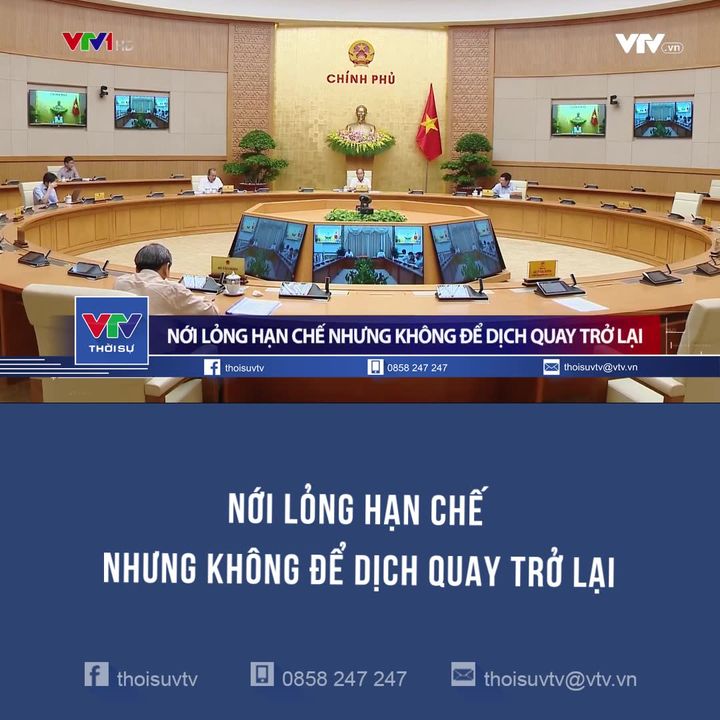 VTV1 HD
VTV.vn
CHÍNH PHỦ
VTV
THỜI SỰ
NỚI LỎNG HẠN CHẾ NHƯNG KHÔNG ĐỂ DỊCH QUAY TRỞ LẠI
thoisuvtv
0858 247 247
thoisuvtv@vtv.vn
NỚI LỎNG HẠN CHẾ
NHƯNG KHÔNG ĐỂ DỊCH QUAY TRỞ LẠI
thoisuvtv
0858 247 247
thoisuvtv@vtv.vn